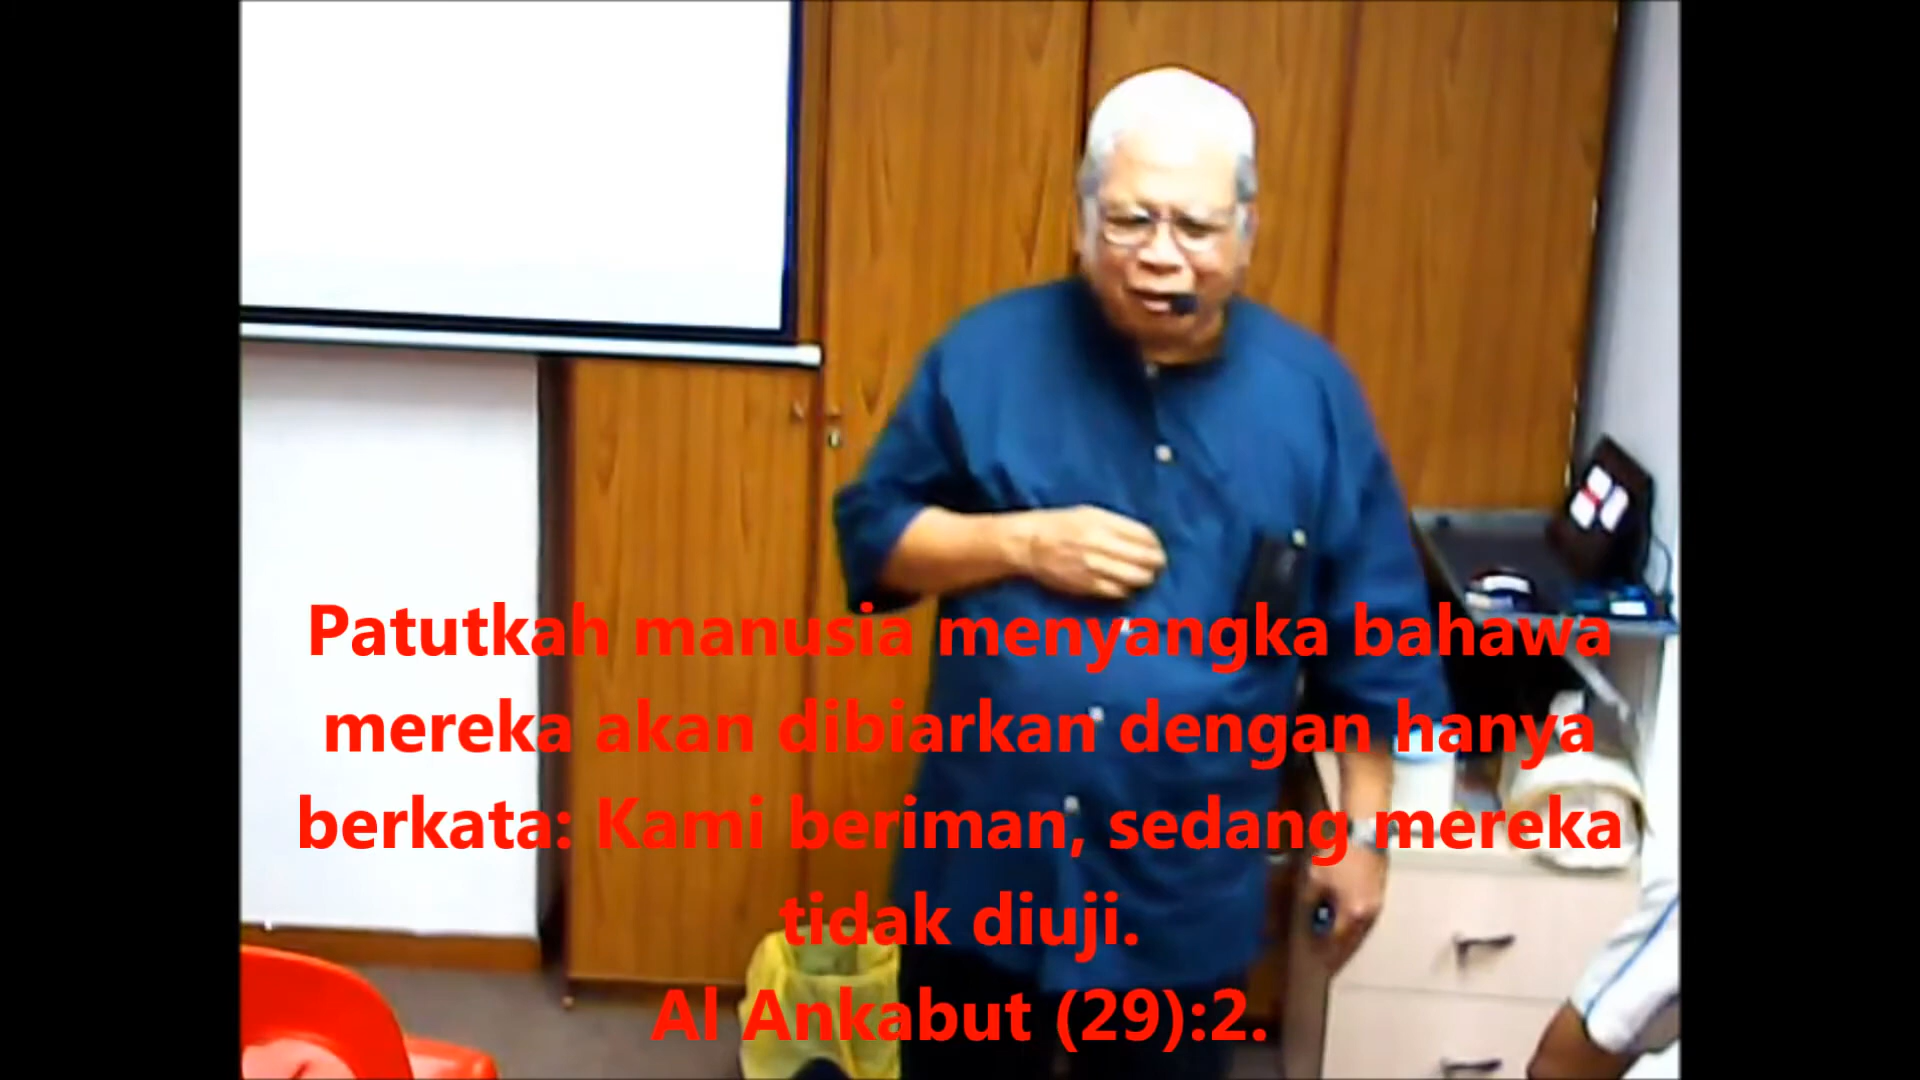 Patutkah manusia menyangka bahawa
mereka akan dibiarkan dengan hanya
berkata: Kami beriman, sedang mereka
tidak diuji.
Al Ankabut (29):2.